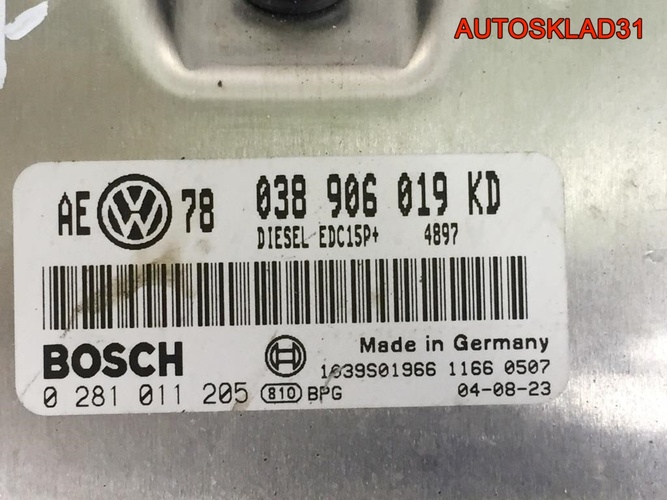 AUTOSKLAD31
AE VW 78 038 906 019 KD
DIESEL EDC15P+ 4897
BOSCH Made in Germany
1039S01966 1166 0507
0 281 011 205 810 BPG 04-08-23